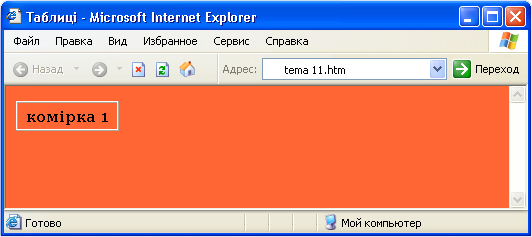 Таблиці - Microsoft Internet Explorer
Файл Правка Вид Избранное Сервис Справка
Назад Адрес: tema 11.htm Переход
комірка 1
Готово Мой компьютер